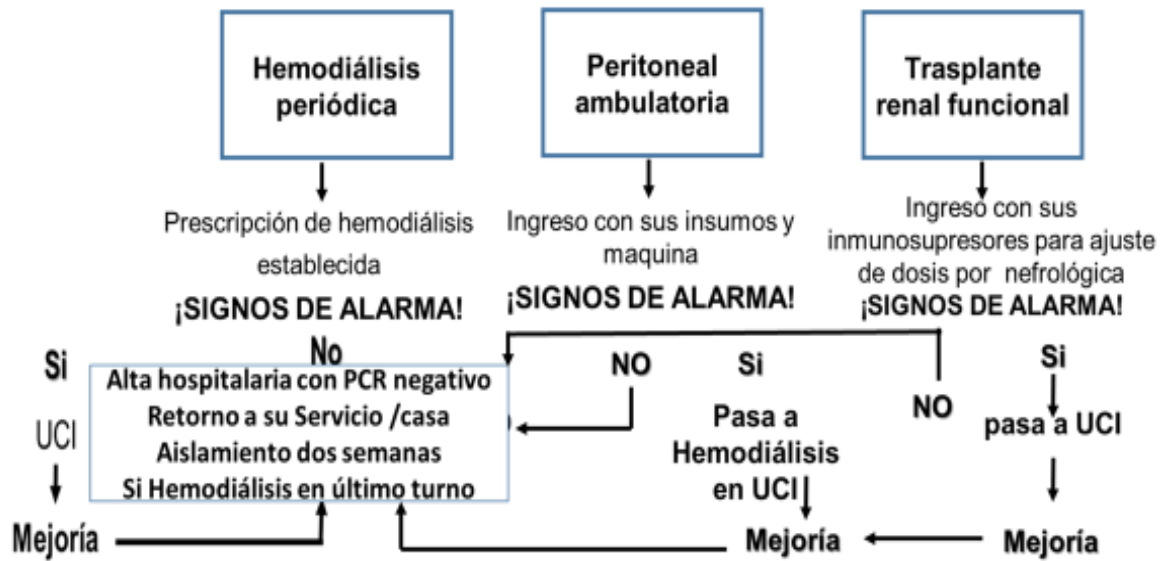 Hemodiálisis
periódica
Peritoneal
ambulatoria
Trasplante
renal funcional
Prescripción de hemodiálisis
establecida
¡SIGNOS DE ALARMA!
Ingreso con sus insumos y
maquina
¡SIGNOS DE ALARMA!
Ingreso con sus
inmunosupresores para ajuste
de dosis por nefrológica
¡SIGNOS DE ALARMA!
Si
UCI
Mejoría
No
Alta hospitalaria con PCR negativo
Retorno a su Servicio /casa
Aislamiento dos semanas
Si Hemodiálisis en último turno
NO
Si
Pasa a
Hemodiálisis
en UCI
Mejoría
NO
Si
pasa a UCI
Mejoría